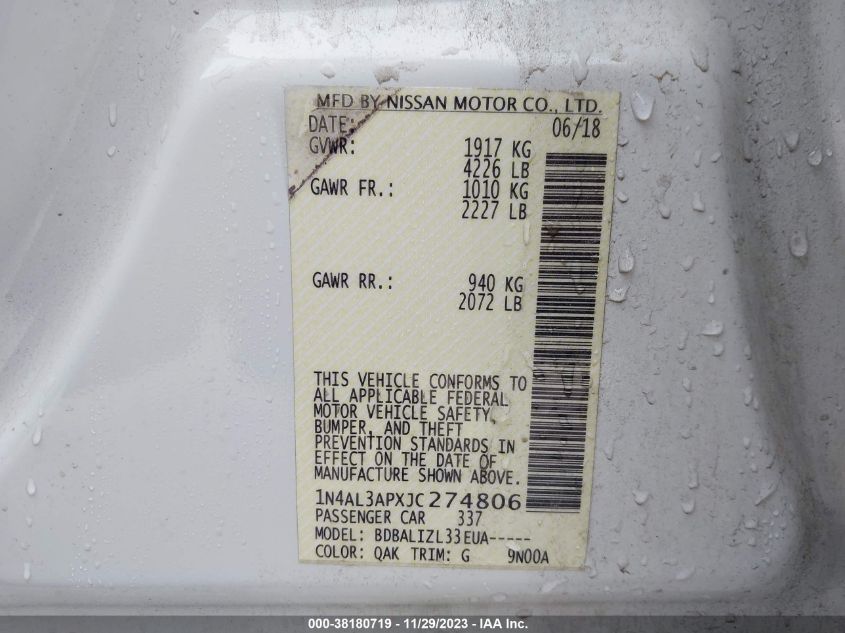 MFD BY NISSAN MOTOR CO., LTD.
DATE: 06/18
GVWR: 1917 KG
4226 LB
GAWR FR.: 1010 KG
2227 LB
GAWR RR.: 940 KG
2072 LB
THIS VEHICLE CONFORMS TO
ALL APPLICABLE FEDERAL
MOTOR VEHICLE SAFETY,
BUMPER, AND THEFT
PREVENTION STANDARDS IN
EFFECT ON THE DATE OF
MANUFACTURE SHOWN ABOVE.
1N4AL3APXJC274806
PASSENGER CAR 337
MODEL: BDBALIZL33EUA-----
COLOR: QAK TRIM: G 9N00A
000-38180719 - 11/29/2023 - IAA Inc.